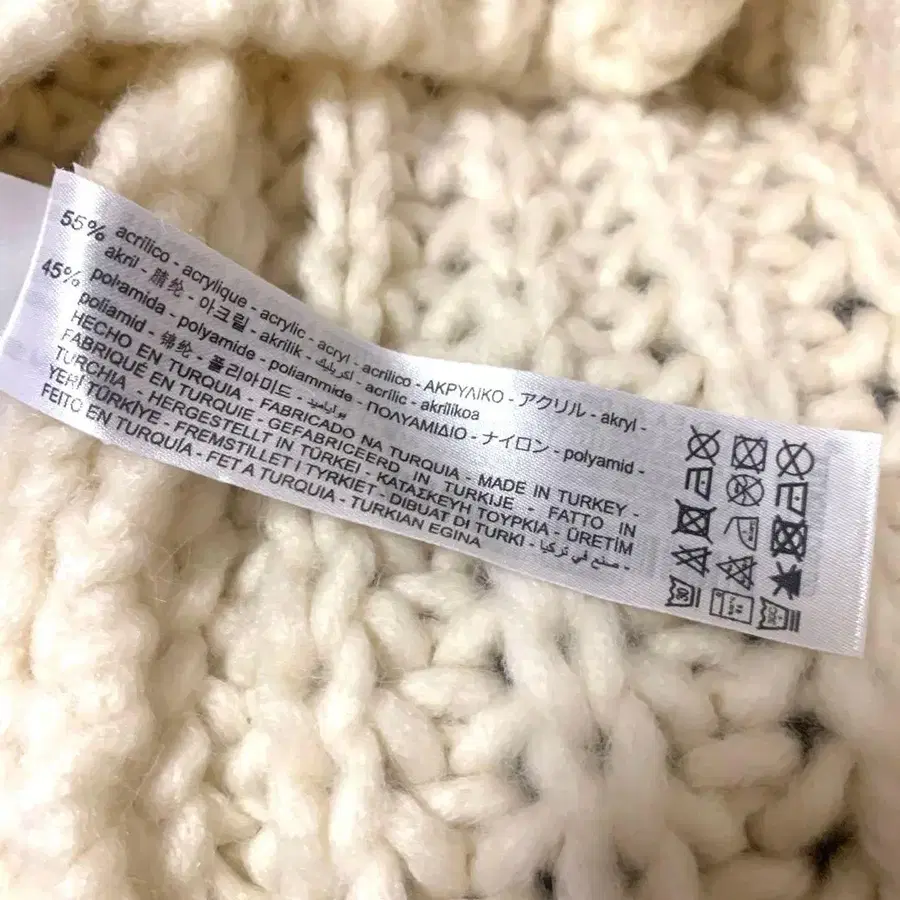 55% acrílico - acrylique - acrylic - acryl - acrilico - ΑΚΡΥΛΙΚΟ - アクリル - akryl -
akril - 腈纶 - 아크릴 - akrilik - اكريليك - acrílic - akrilikoa
45% poliamida - polyamide - polyamide - poliammide - ΠΟΛΥΑΜΙΔΙΟ - ナイロン - polyamid -
poliamid - 锦纶 - 폴리아미드 - بولياميد
HECHO EN TURQUIA - FABRICADO NA TURQUIA - MADE IN TURKEY -
FABRIQUÉ EN TURQUIE - GEFABRICEERD IN TURKIJE - FATTO IN
TURCHIA - HERGESTELLT IN TÜRKEI - ΚΑΤΑΣΚΕΥΗ ΤΟΥΡΚΙΑ - ÜRETİM
YERİ TÜRKİYE - FREMSTILLET I TYRKIET - DIBUAT DI TURKI - صنع في تركيا -
FEITO EN TURQUÍA - FET A TURQUIA - TURKIAN EGINA